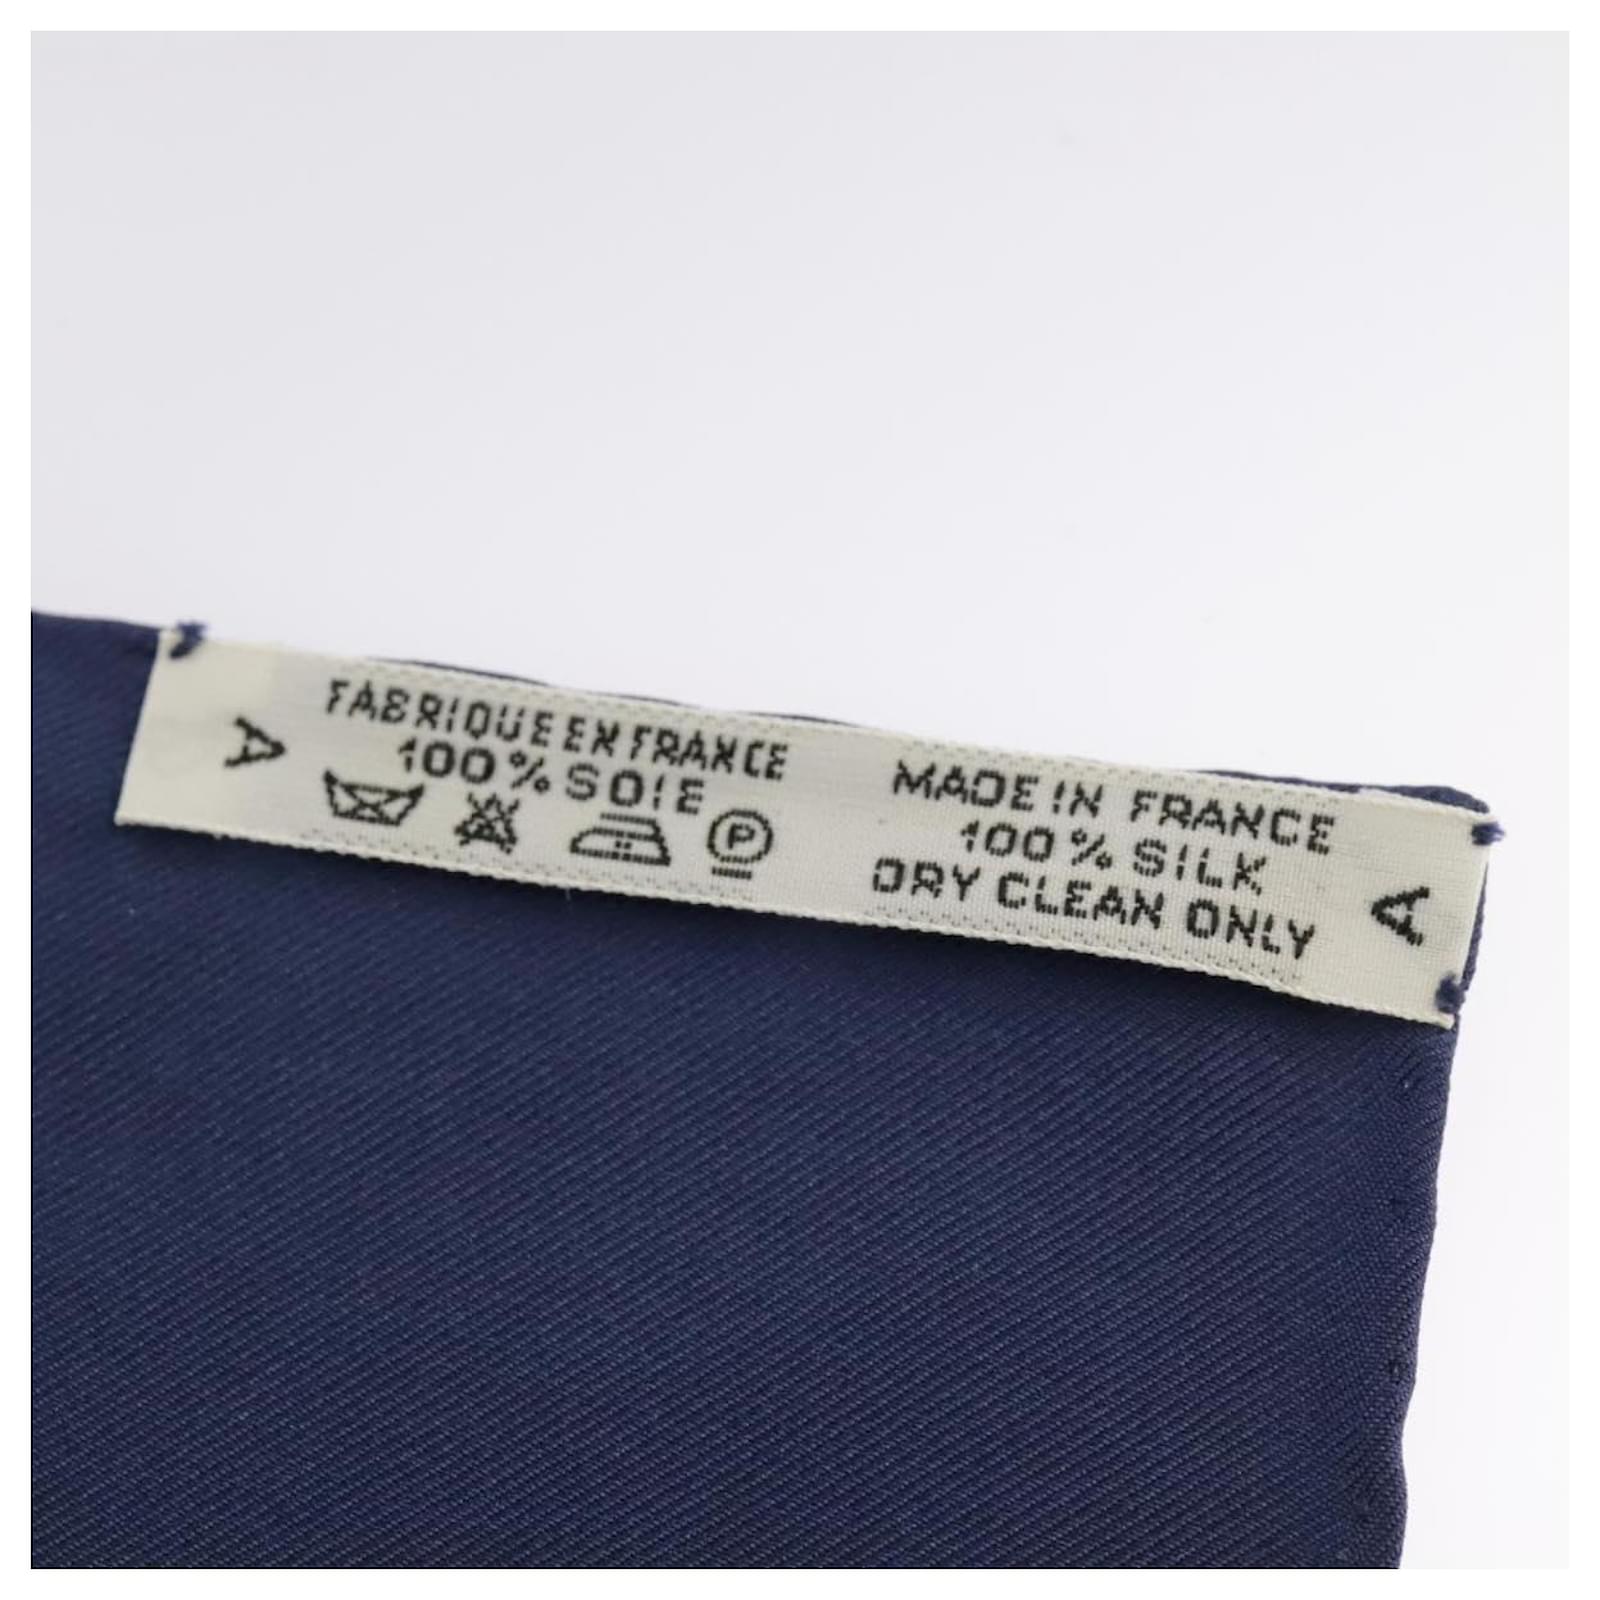 A
FABRIQUE EN FRANCE
100% SOIE
P
MADE IN FRANCE
100% SILK
DRY CLEAN ONLY
A